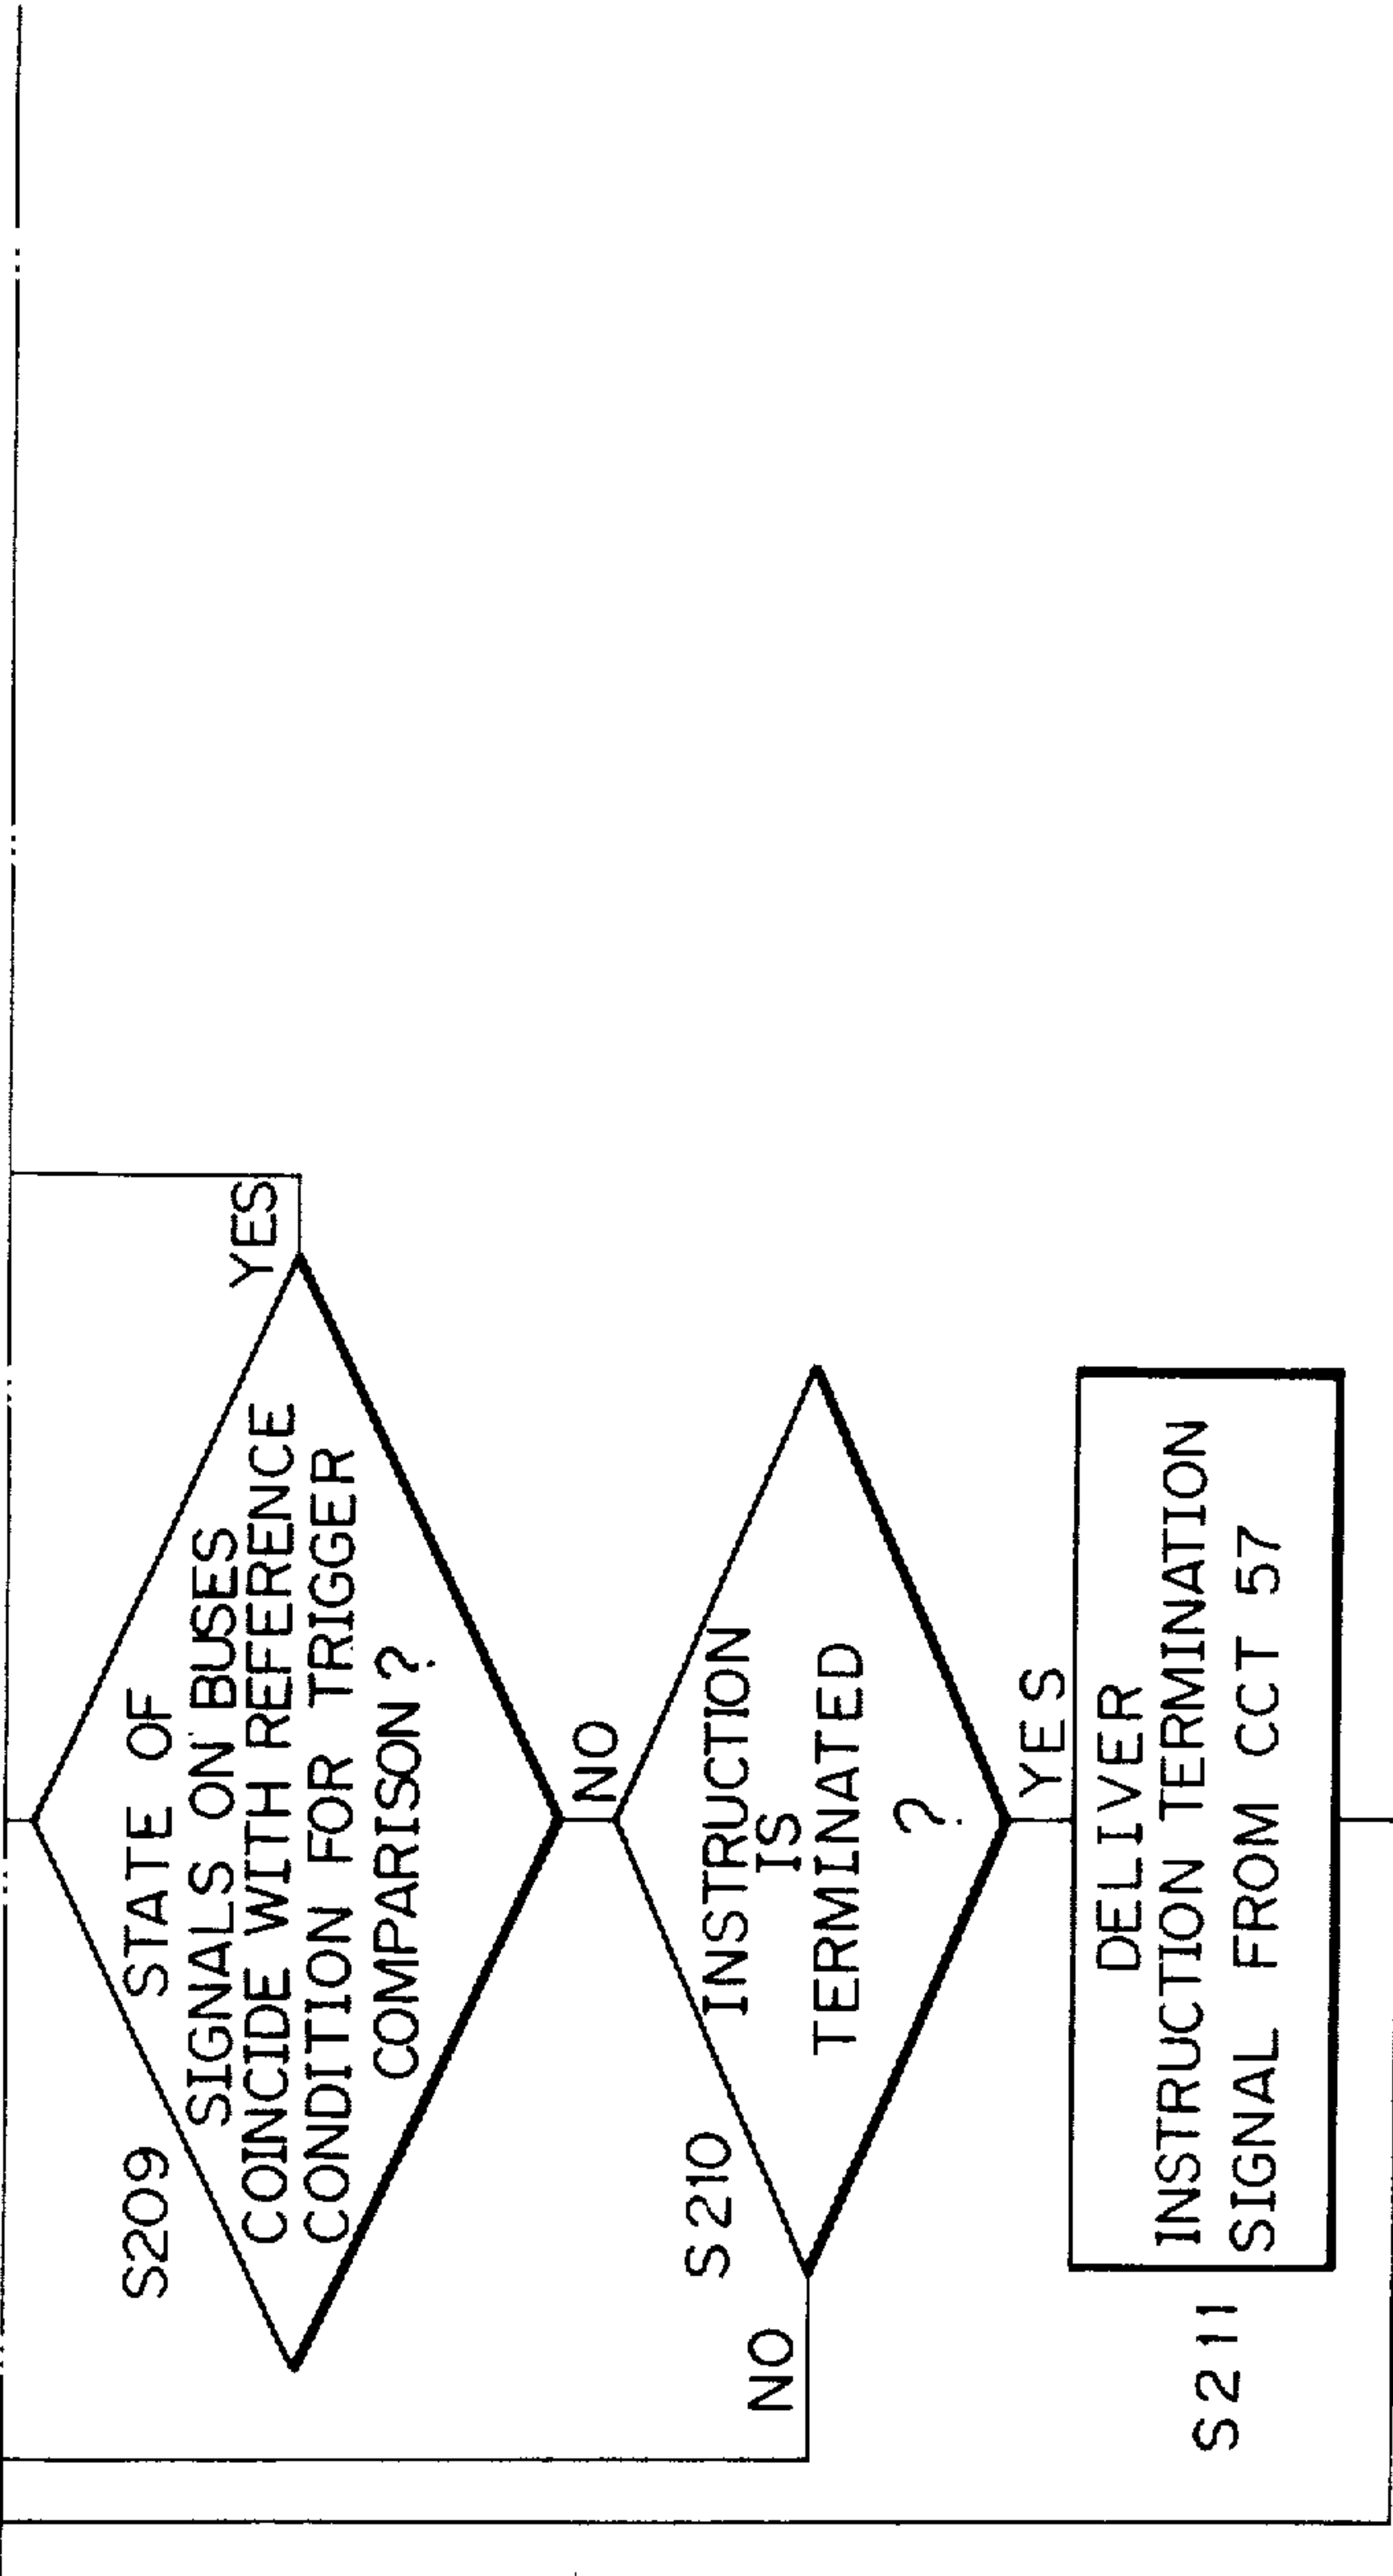 S209
STATE OF
SIGNALS ON BUSES
COINCIDE WITH REFERENCE
CONDITION FOR TRIGGER
COMPARISON ?
YES
NO
S210
INSTRUCTION
IS
TERMINATED
?
NO
YES
S211
DELIVER
INSTRUCTION TERMINATION
SIGNAL FROM CCT 57